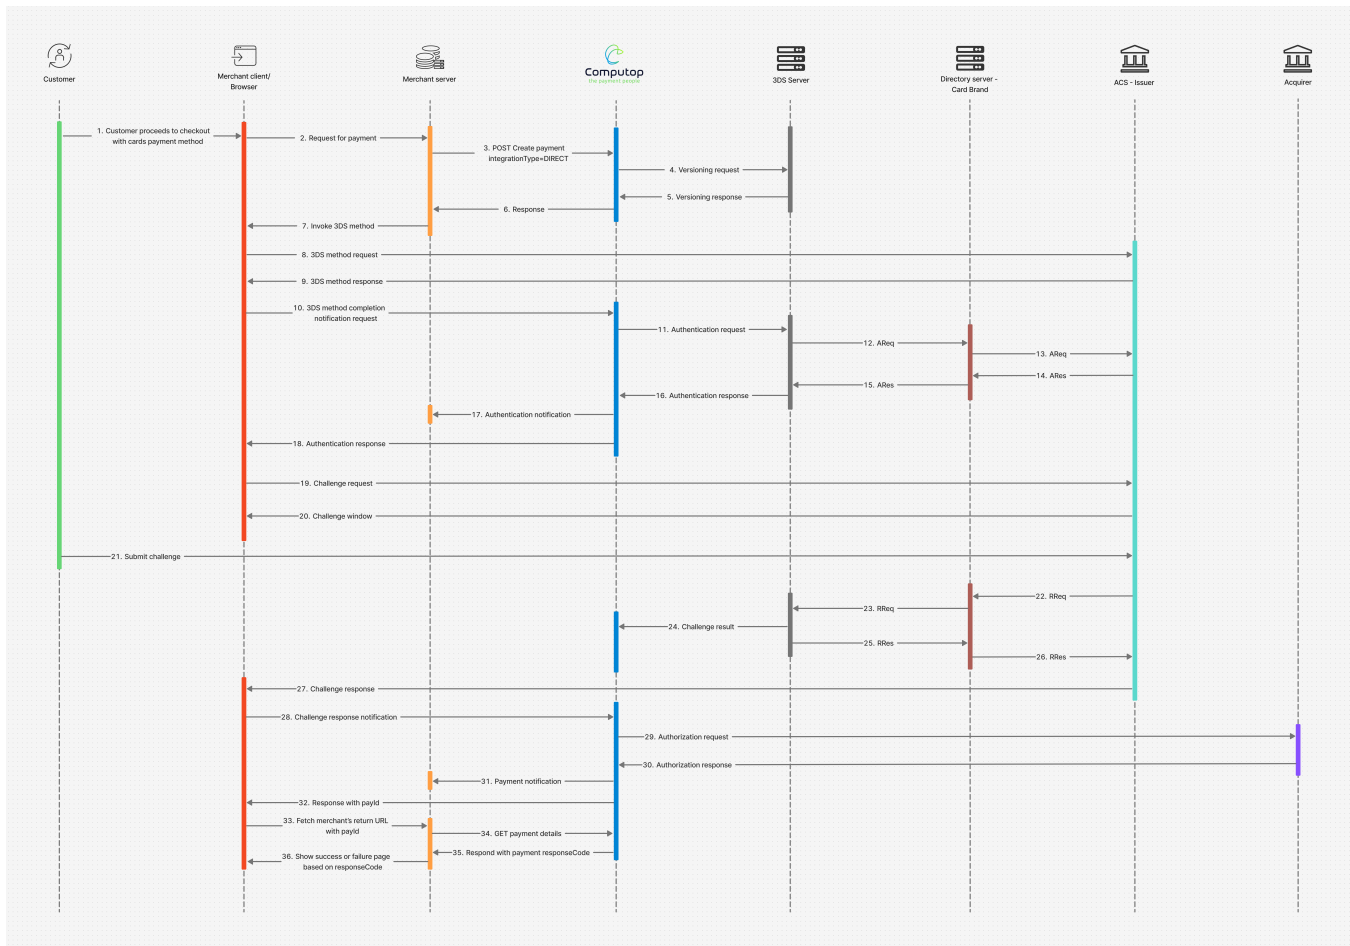 Customer
Merchant client/
Browser
Merchant server
Computop
the payment people
3DS Server
Directory server -
Card Brand
ACS - Issuer
Acquirer
1. Customer proceeds to checkout
with cards payment method
2. Request for payment
3. POST Create payment
integrationType=DIRECT
4. Versioning request
5. Versioning response
6. Response
7. Invoke 3DS method
8. 3DS method request
9. 3DS method response
10. 3DS method completion
notification request
11. Authentication request
12. AReq
13. AReq
14. ARes
15. ARes
16. Authentication response
17. Authentication notification
18. Authentication response
19. Challenge request
20. Challenge window
21. Submit challenge
22. RReq
23. RReq
24. Challenge result
25. RRes
26. RRes
27. Challenge response
28. Challenge response notification
29. Authorization request
30. Authorization response
31. Payment notification
32. Response with payId
33. Fetch merchant's return URL
with payId
34. GET payment details
35. Respond with payment responseCode
36. Show success or failure page
based on responseCode